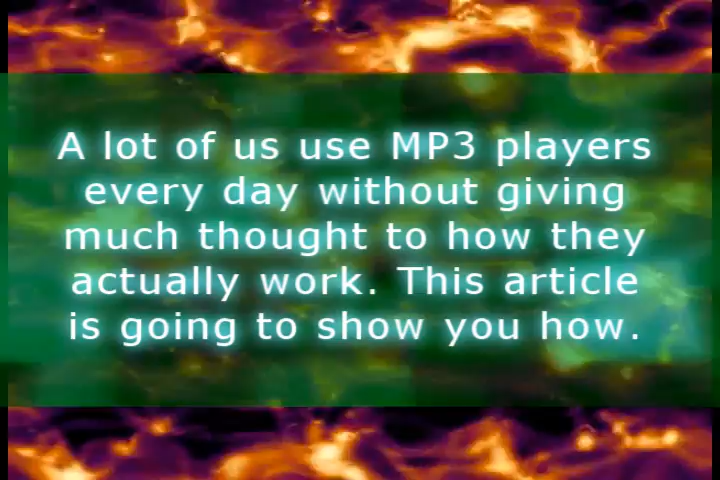 A lot of us use MP3 players
every day without giving
much thought to how they
actually work. This article
is going to show you how.